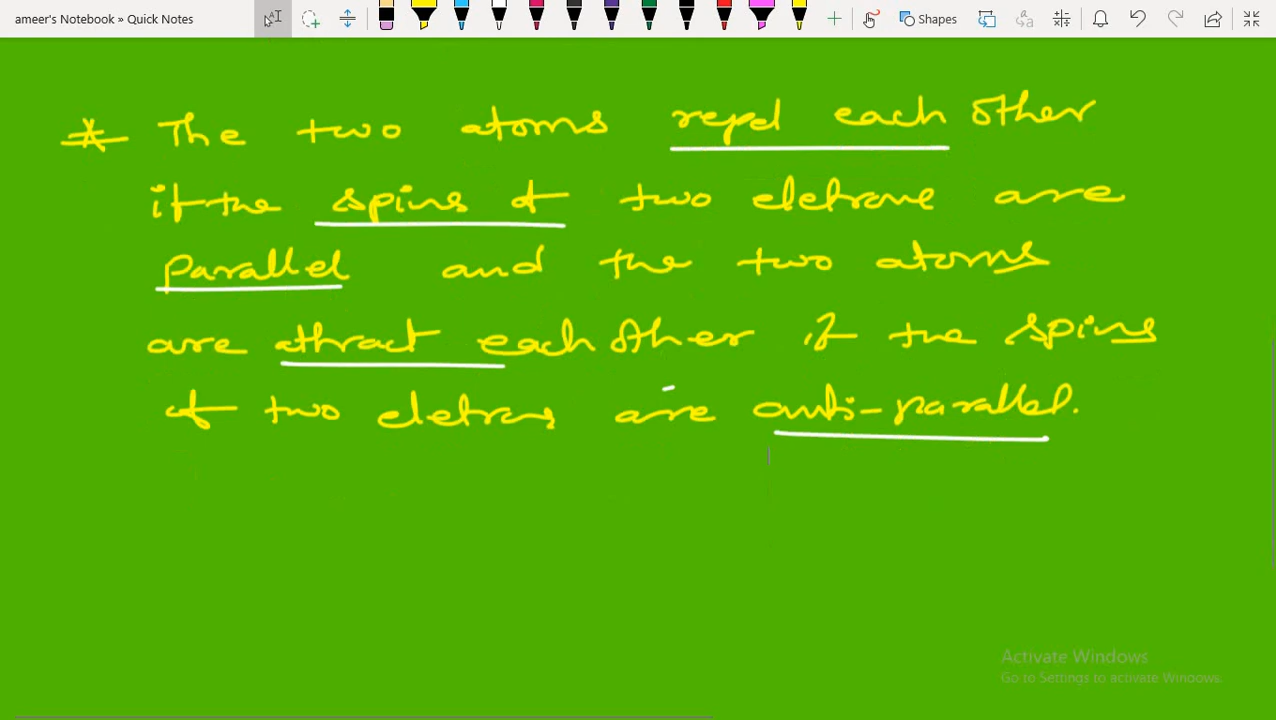 ameer's Notebook » Quick Notes
Shapes
* The two atoms repel each other
if the spins of two eletrons are
parallel and the two atoms
are attract each other if the spins
of two eletrons are anti-parallel.
Activate Windows
Go to Settings to activate Windows.